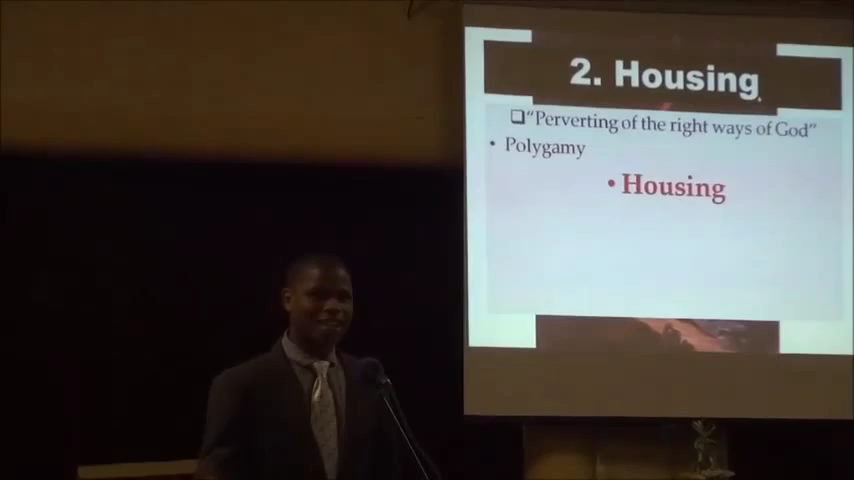 2. Housing.
❑“Perverting of the right ways of God”
• Polygamy
• Housing